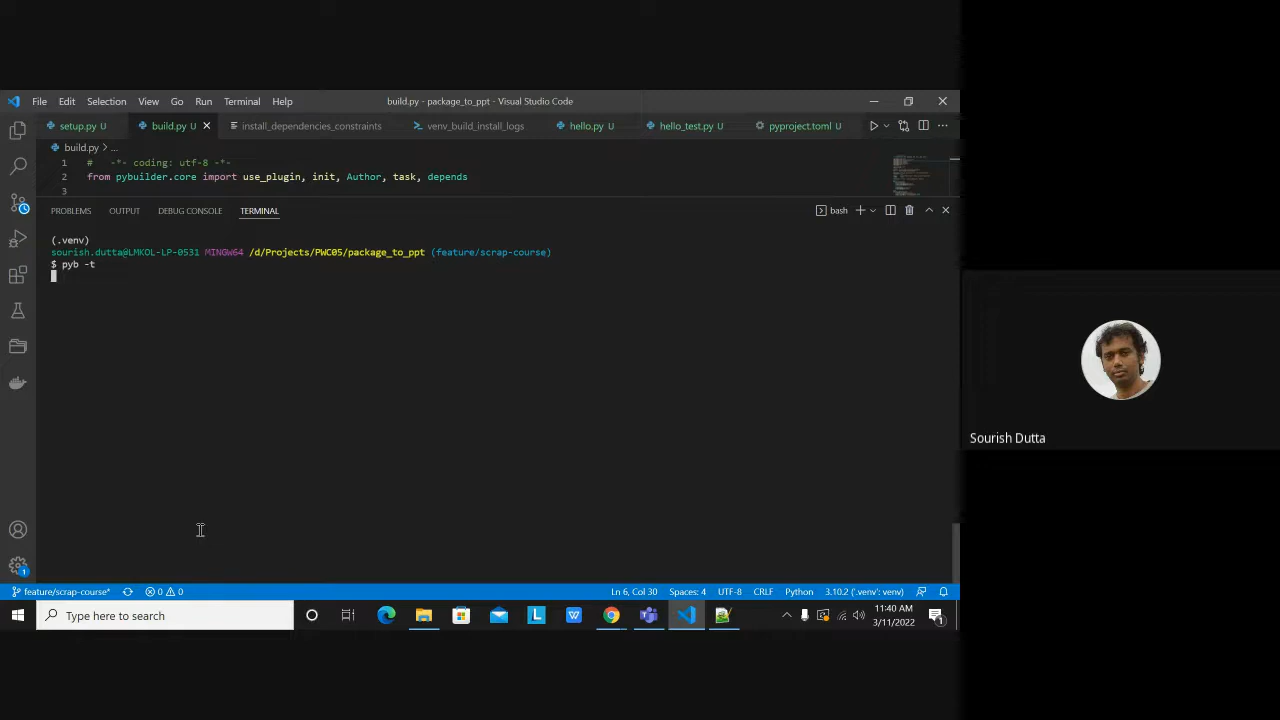 File Edit Selection View Go Run Terminal Help
build.py - package_to_ppt - Visual Studio Code
setup.py U
build.py U
install_dependencies_constraints
venv_build_install_logs
hello.py U
hello_test.py U
pyproject.toml U
build.py > ...
1 # -*- coding: utf-8 -*-
2 from pybuilder.core import use_plugin, init, Author, task, depends
3
PROBLEMS OUTPUT DEBUG CONSOLE TERMINAL
bash
(.venv)
sourish.dutta@LMKOL-LP-0531 MINGW64 /d/Projects/PWC05/package_to_ppt (feature/scrap-course)
$ pyb -t
Sourish Dutta
1
feature/scrap-course* 0 0 Ln 6, Col 30 Spaces: 4 UTF-8 CRLF Python 3.10.2 ('.venv': venv)
Type here to search
11:40 AM
3/11/2022
1